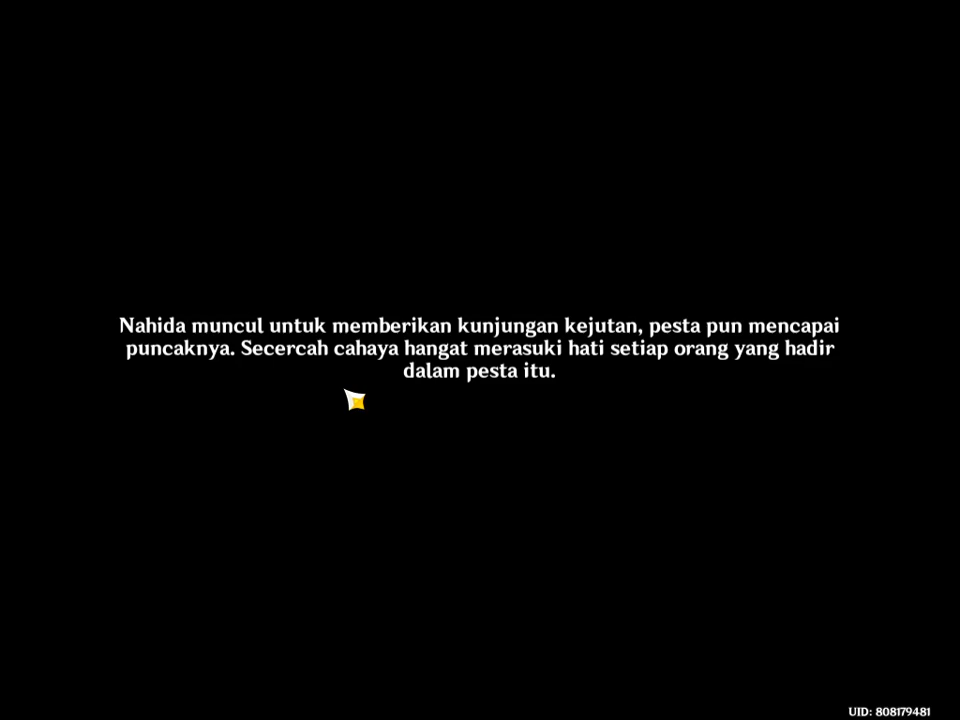 Nahida muncul untuk memberikan kunjungan kejutan, pesta pun mencapai
puncaknya. Secercah cahaya hangat merasuki hati setiap orang yang hadir
dalam pesta itu.
UID: 808179481